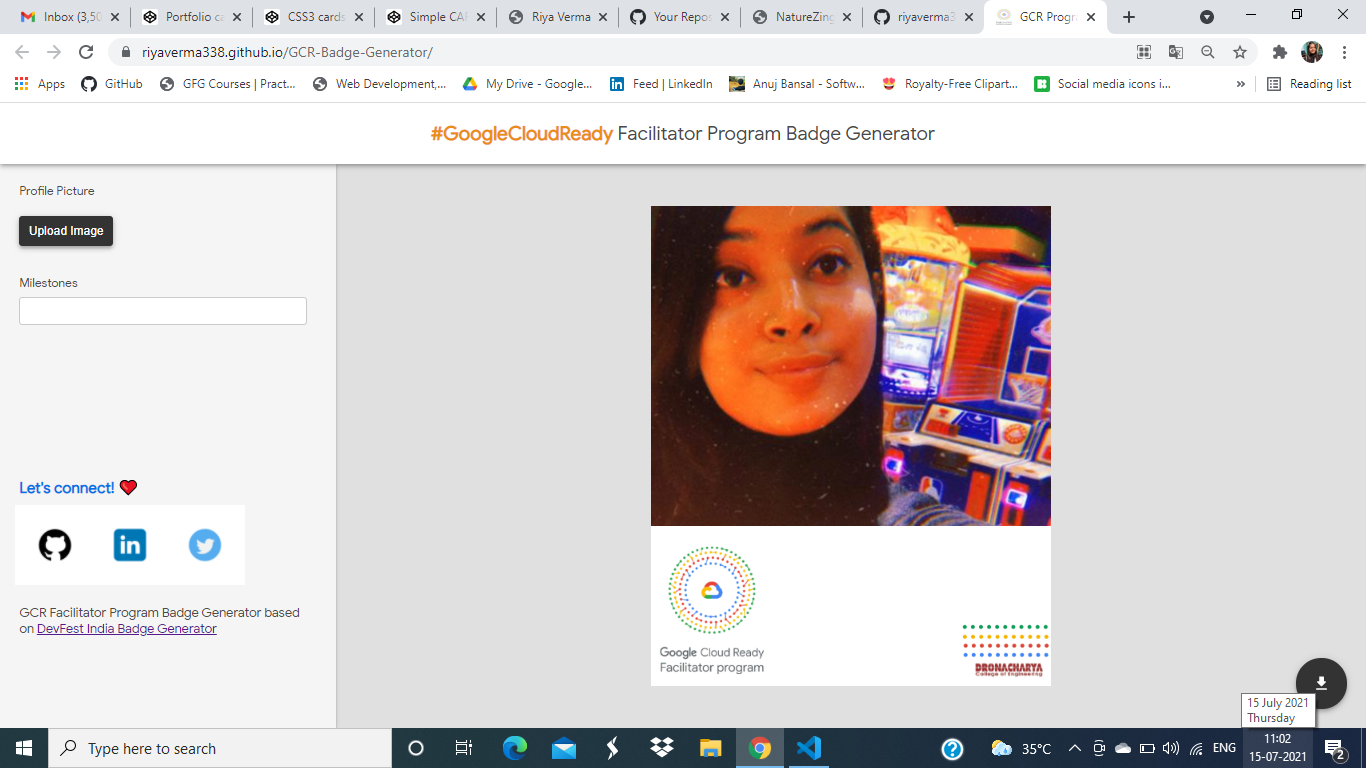 Inbox (3,50
Portfolio ca
CSS3 cards
Simple CAR
Riya Verma
Your Repos
NatureZing
riyaverma3
GCR Progr
riyaverma338.github.io/GCR-Badge-Generator/
Apps
GitHub
GFG Courses | Pract...
Web Development,...
My Drive - Google...
Feed | LinkedIn
Anuj Bansal - Softw...
Royalty-Free Clipart...
Social media icons i...
»
Reading list
#GoogleCloudReady Facilitator Program Badge Generator
Profile Picture
Upload Image
Milestones
Let's connect!
in
GCR Facilitator Program Badge Generator based
on DevFest India Badge Generator
Google Cloud Ready
Facilitator program
DRONACHARYA
College of Engineering
15 July 2021
Thursday
Type here to search
35°C
ENG
11:02
15-07-2021
2